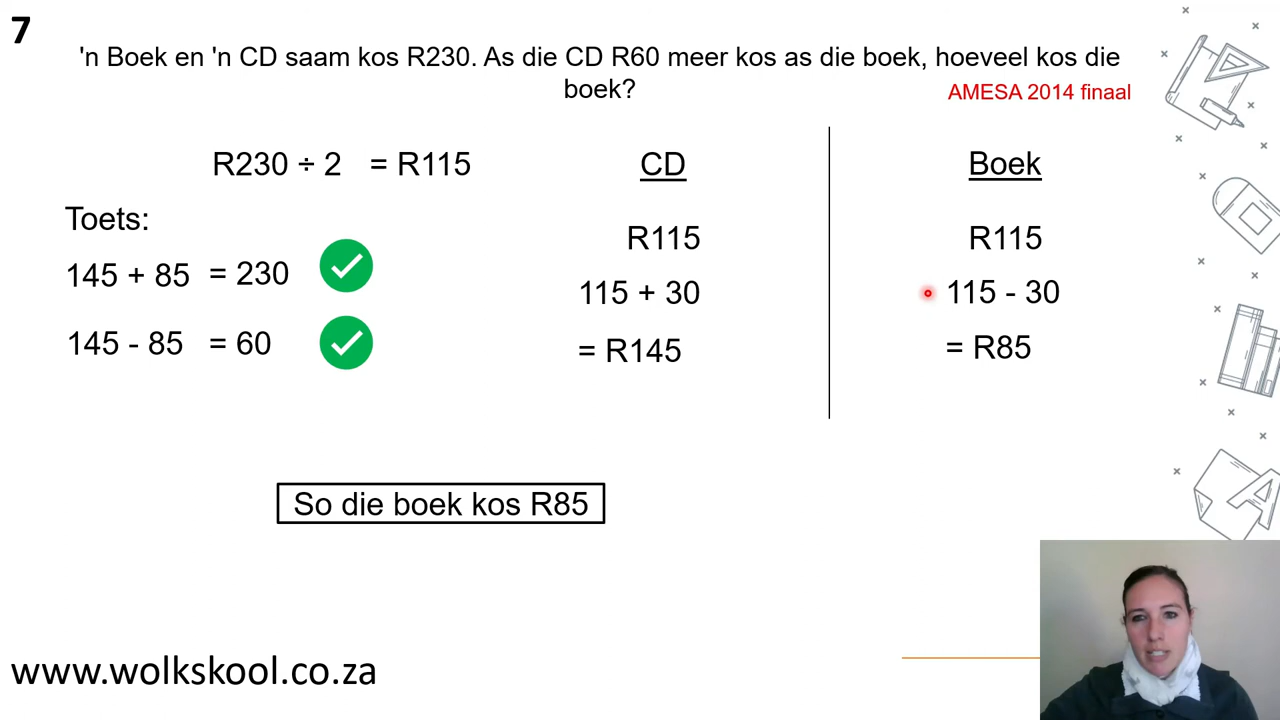 7
'n Boek en 'n CD saam kos R230. As die CD R60 meer kos as die boek, hoeveel kos die
boek?
AMESA 2014 finaal
R230 ÷ 2 = R115
Toets:
145 + 85 = 230
145 - 85 = 60
CD
R115
115 + 30
= R145
Boek
R115
115 - 30
= R85
So die boek kos R85
www.wolkskool.co.za